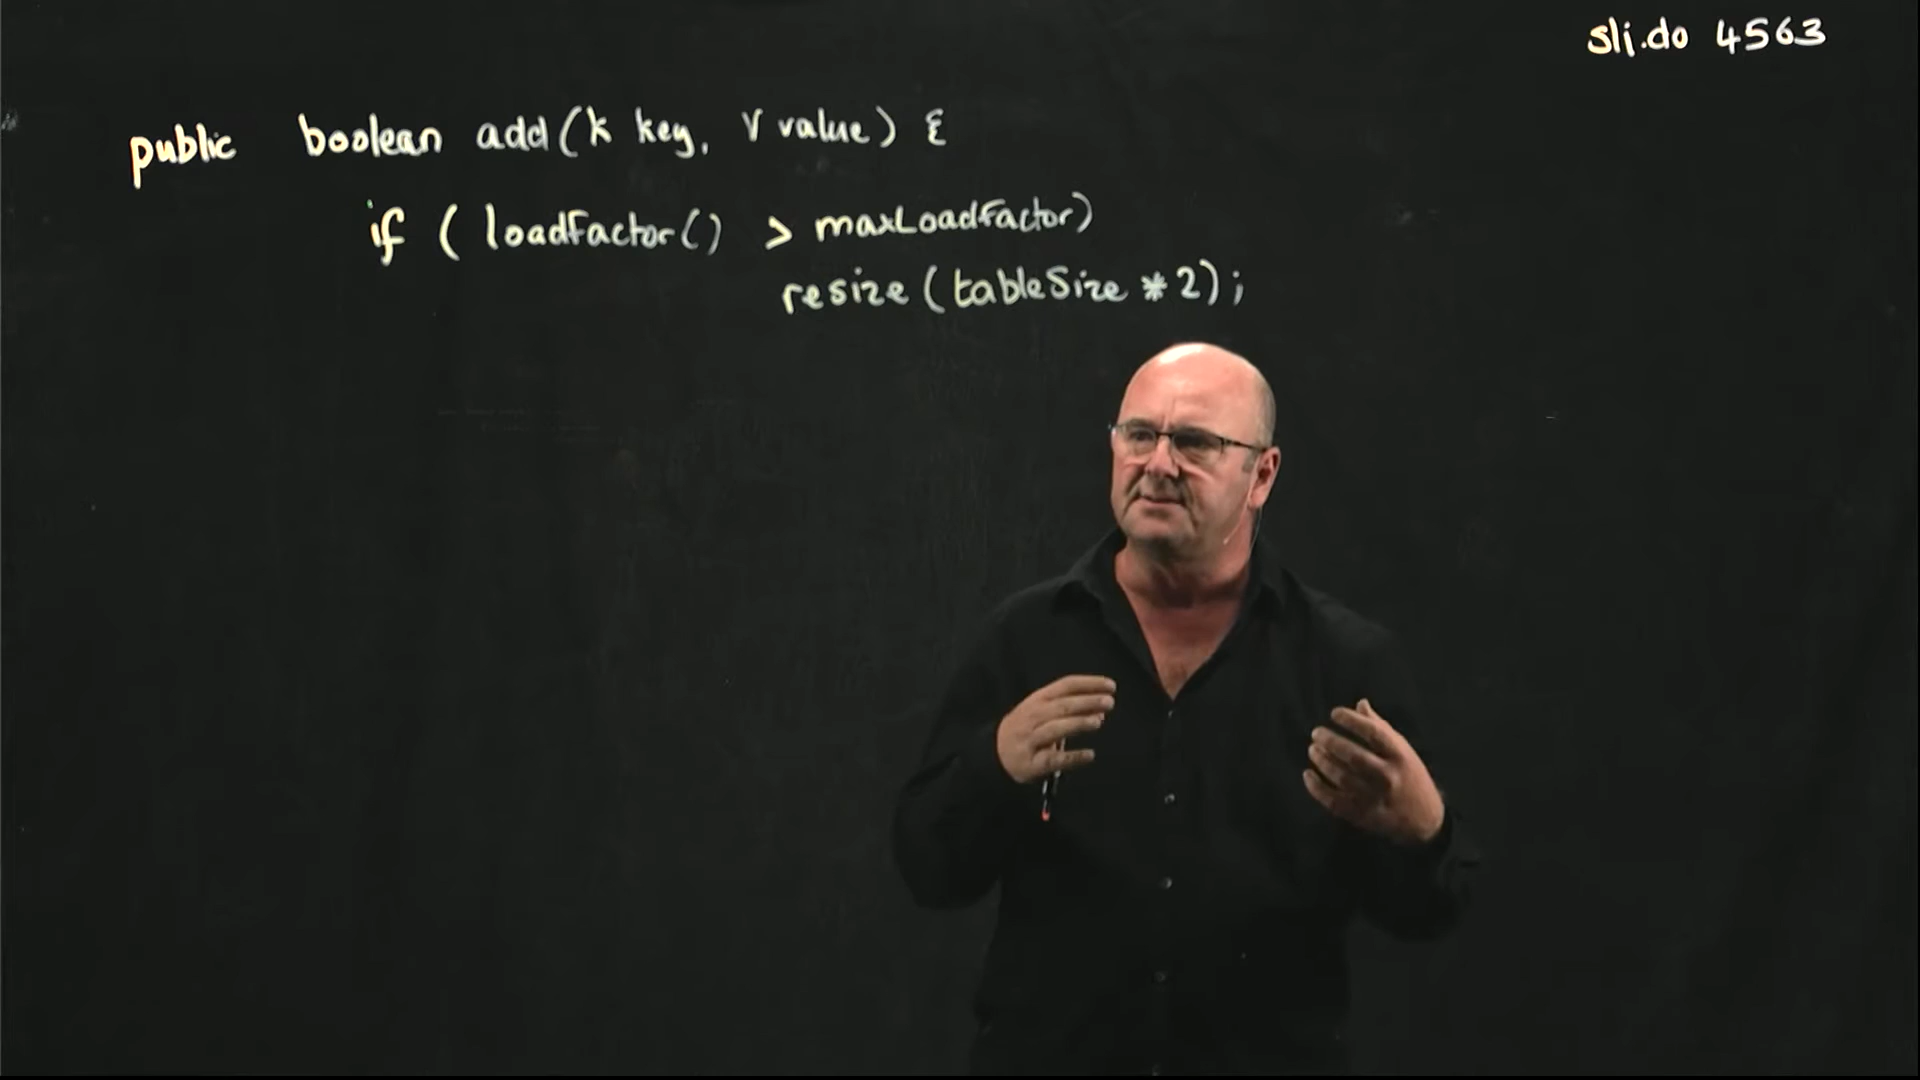 sli.do 4563
public boolean add(k key, V value) {
if ( loadFactor() > maxLoadFactor)
resize (tableSize * 2);